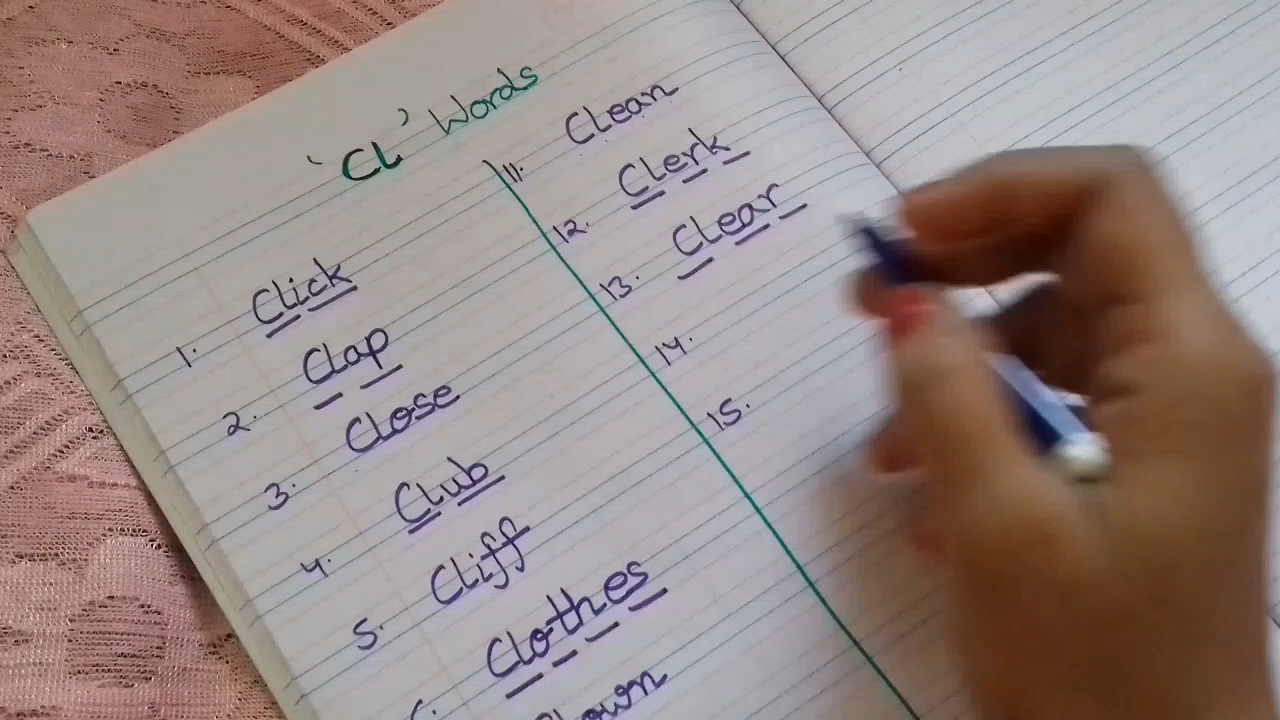 'CL' Words
1. Click
2. Clap
3. Close
4. Club
5. Cliff
6. Clothes
11. Clean
12. Clerk
13. Clear
14.
15.